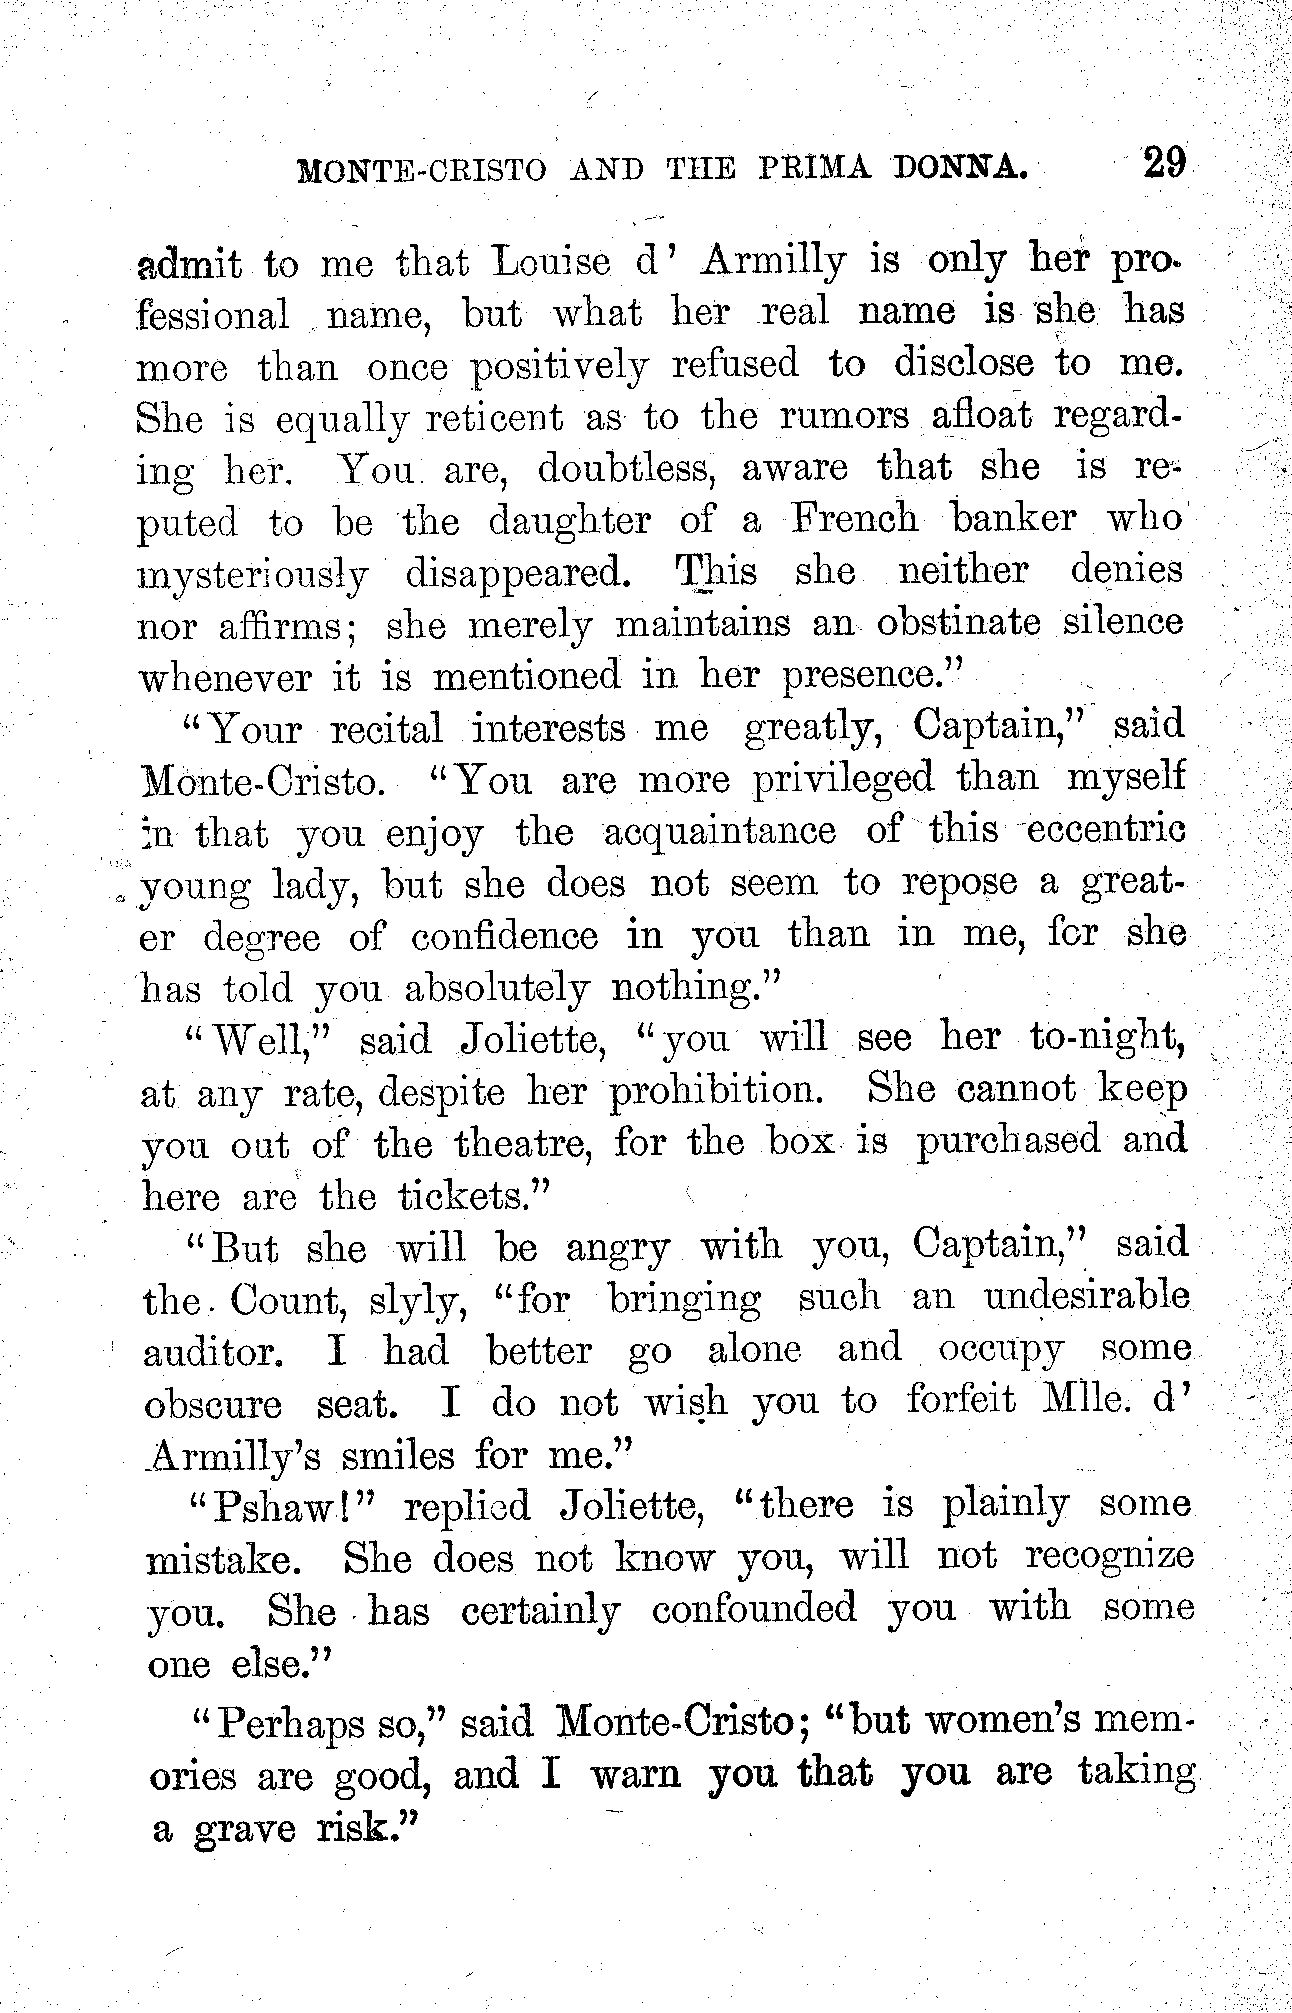 MONTE-CRISTO AND THE PRIMA DONNA. 29
admit to me that Louise d' Armilly is only her pro-
fessional name, but what her real name is she has
more than once positively refused to disclose to me.
She is equally reticent as to the rumors afloat regard-
ing her. You are, doubtless, aware that she is re-
puted to be the daughter of a French banker who
mysteriously disappeared. This she neither denies
nor affirms; she merely maintains an obstinate silence
whenever it is mentioned in her presence."
"Your recital interests me greatly, Captain," said
Monte-Cristo. "You are more privileged than myself
in that you enjoy the acquaintance of this eccentric
young lady, but she does not seem to repose a great-
er degree of confidence in you than in me, for she
has told you absolutely nothing."
"Well," said Joliette, "you will see her to-night,
at any rate, despite her prohibition. She cannot keep
you out of the theatre, for the box is purchased and
here are the tickets."
"But she will be angry with you, Captain," said
the Count, slyly, "for bringing such an undesirable
auditor. I had better go alone and occupy some
obscure seat. I do not wish you to forfeit Mlle. d'
Armilly's smiles for me."
"Pshaw!" replied Joliette, "there is plainly some
mistake. She does not know you, will not recognize
you. She has certainly confounded you with some
one else."
"Perhaps so," said Monte-Cristo; "but women's mem-
ories are good, and I warn you that you are taking
a grave risk."